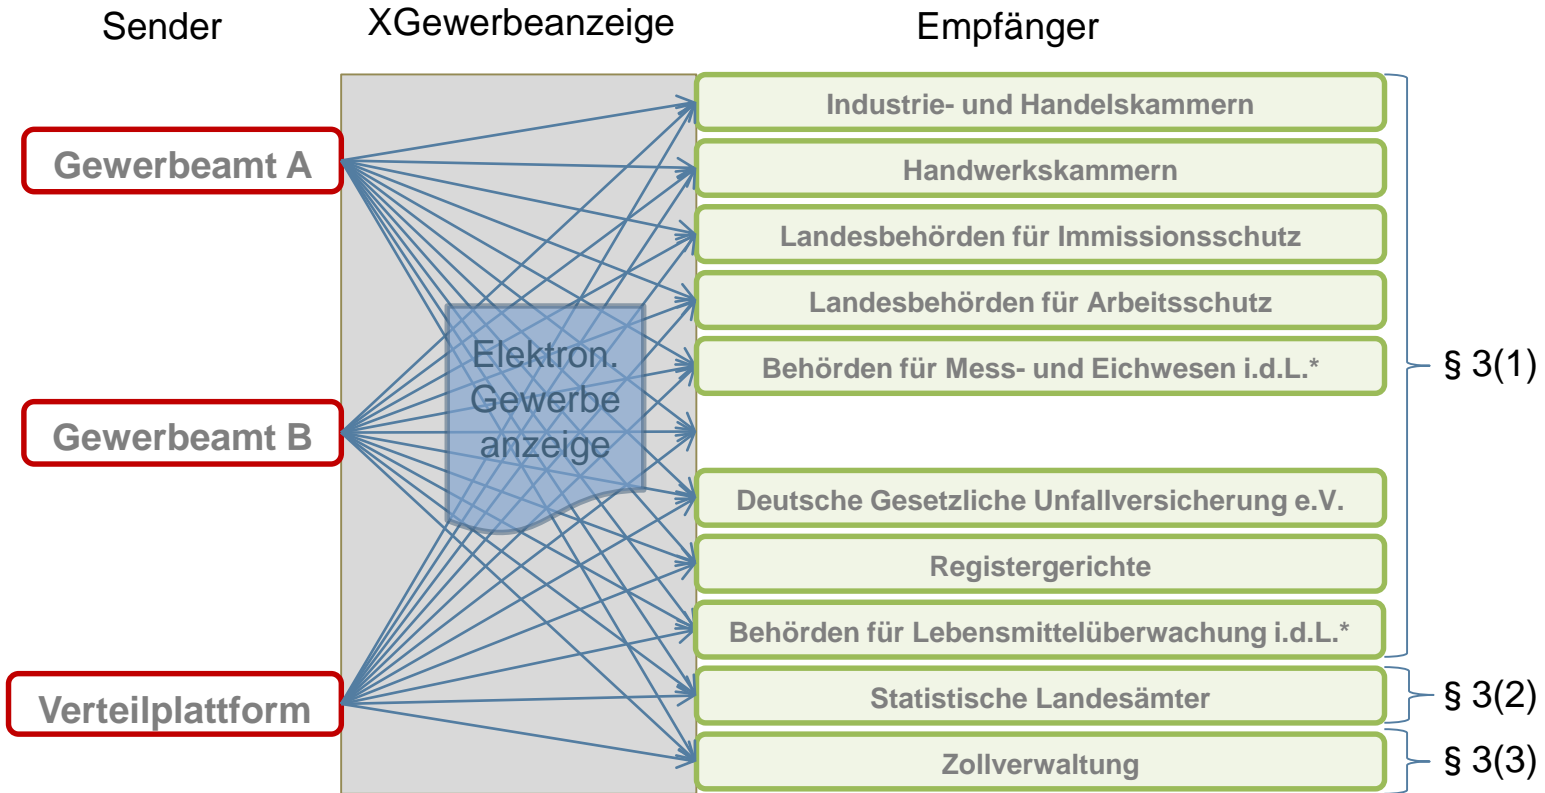 Sender
XGewerbeanzeige
Empfänger
Gewerbeamt A
Gewerbeamt B
Verteilplattform
Elektron.
Gewerbe
anzeige
Industrie- und Handelskammern
Handwerkskammern
Landesbehörden für Immissionsschutz
Landesbehörden für Arbeitsschutz
Behörden für Mess- und Eichwesen i.d.L.*
Deutsche Gesetzliche Unfallversicherung e.V.
Registergerichte
Behörden für Lebensmittelüberwachung i.d.L.*
Statistische Landesämter
Zollverwaltung
§ 3(1)
§ 3(2)
§ 3(3)